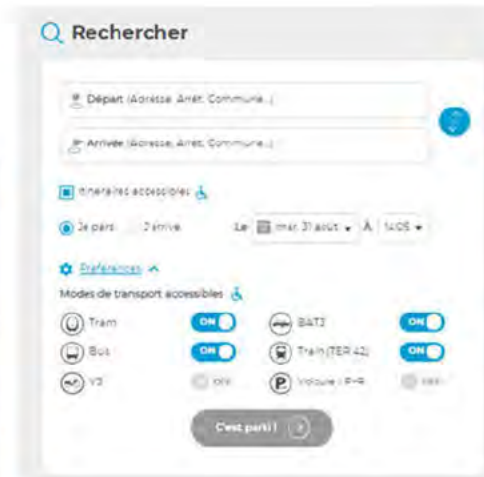 Rechercher
Départ (Adresse, Arrêt, Commune...)
Arrivée (Adresse, Arrêt, Commune...)
Itinéraires accessibles
Je pars J'arrive Le mar. 31 août À 14:05
Préférences
Modes de transport accessibles
Tram ON BAT3 ON
Bus ON Train (TER 42) ON
OFF Voiture / P+R OFF
C'est parti !